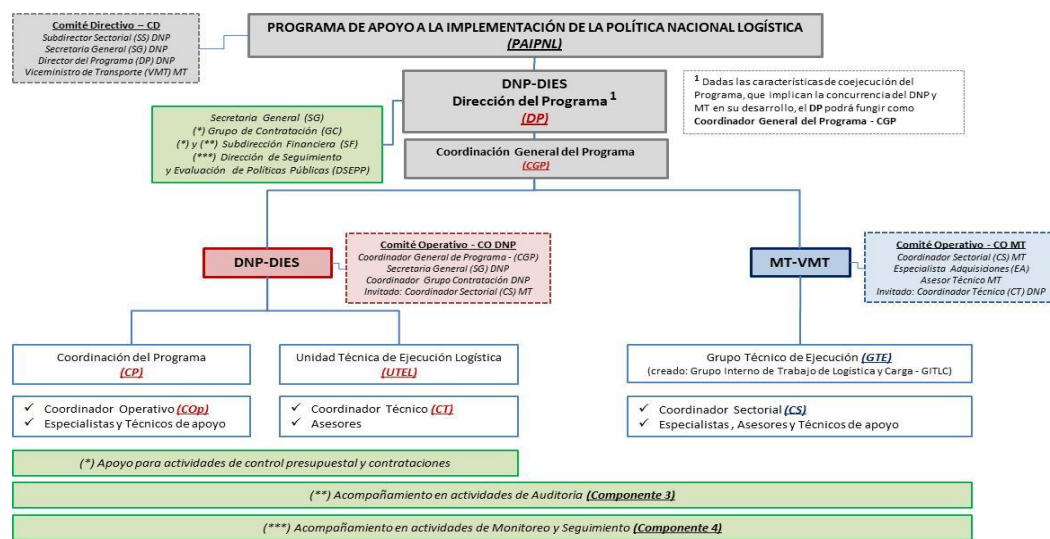 Comité Directivo – CD
Subdirector Sectorial (SS) DNP
Secretaria General (SG) DNP
Director del Programa (DP) DNP
Viceministro de Transporte (VMT) MT
PROGRAMA DE APOYO A LA IMPLEMENTACIÓN DE LA POLÍTICA NACIONAL LOGÍSTICA
(PAIPNL)
DNP-DIES
Dirección del Programa 1
(DP)
1 Dadas las características de coejecución del
Programa, que implican la concurrencia del DNP y
MT en su desarrollo, el DP podrá fungir como
Coordinador General del Programa - CGP
Secretaria General (SG)
(*) Grupo de Contratación (GC)
(*) y (**) Subdirección Financiera (SF)
(***) Dirección de Seguimiento
y Evaluación de Políticas Públicas (DSEPP)
Coordinación General del Programa
(CGP)
DNP-DIES
Comité Operativo - CO DNP
Coordinador General de Programa - (CGP)
Secretaria General (SG) DNP
Coordinador Grupo Contratación DNP
Invitado: Coordinador Sectorial (CS) MT
MT-VMT
Comité Operativo - CO MT
Coordinador Sectorial (CS) MT
Especialista Adquisiones (EA)
Asesor Técnico MT
Invitado: Coordinador Técnico (CT) DNP
Coordinación del Programa
(CP)
Unidad Técnica de Ejecución Logística
(UTEL)
Grupo Técnico de Ejecución (GTE)
(creado: Grupo Interno de Trabajo de Logística y Carga - GITLC)
✓ Coordinador Operativo (COp)
✓ Especialistas y Técnicos de apoyo
✓ Coordinador Técnico (CT)
✓ Asesores
✓ Coordinador Sectorial (CS)
✓ Especialistas, Asesores y Técnicos de apoyo
(*) Apoyo para actividades de control presupuestal y contrataciones
(**) Acompañamiento en actividades de Auditoría (Componente 3)
(***) Acompañamiento en actividades de Monitoreo y Seguimiento (Componente 4)